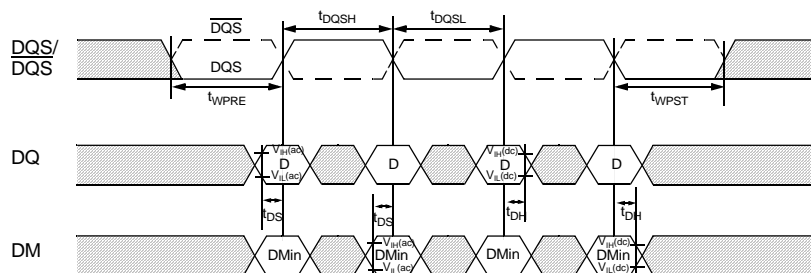 DQS
tDQSH
tDQSL
DQS/
DQS
DQS
tWPRE
tWPST
DQ
VIH(ac)
D
VIL(ac)
D
VIH(dc)
D
VIL(dc)
D
tDS
tDS
tDH
tDH
DM
DMin
VIH(ac)
DMin
VIL(ac)
DMin
VIH(dc)
DMin
VIL(dc)